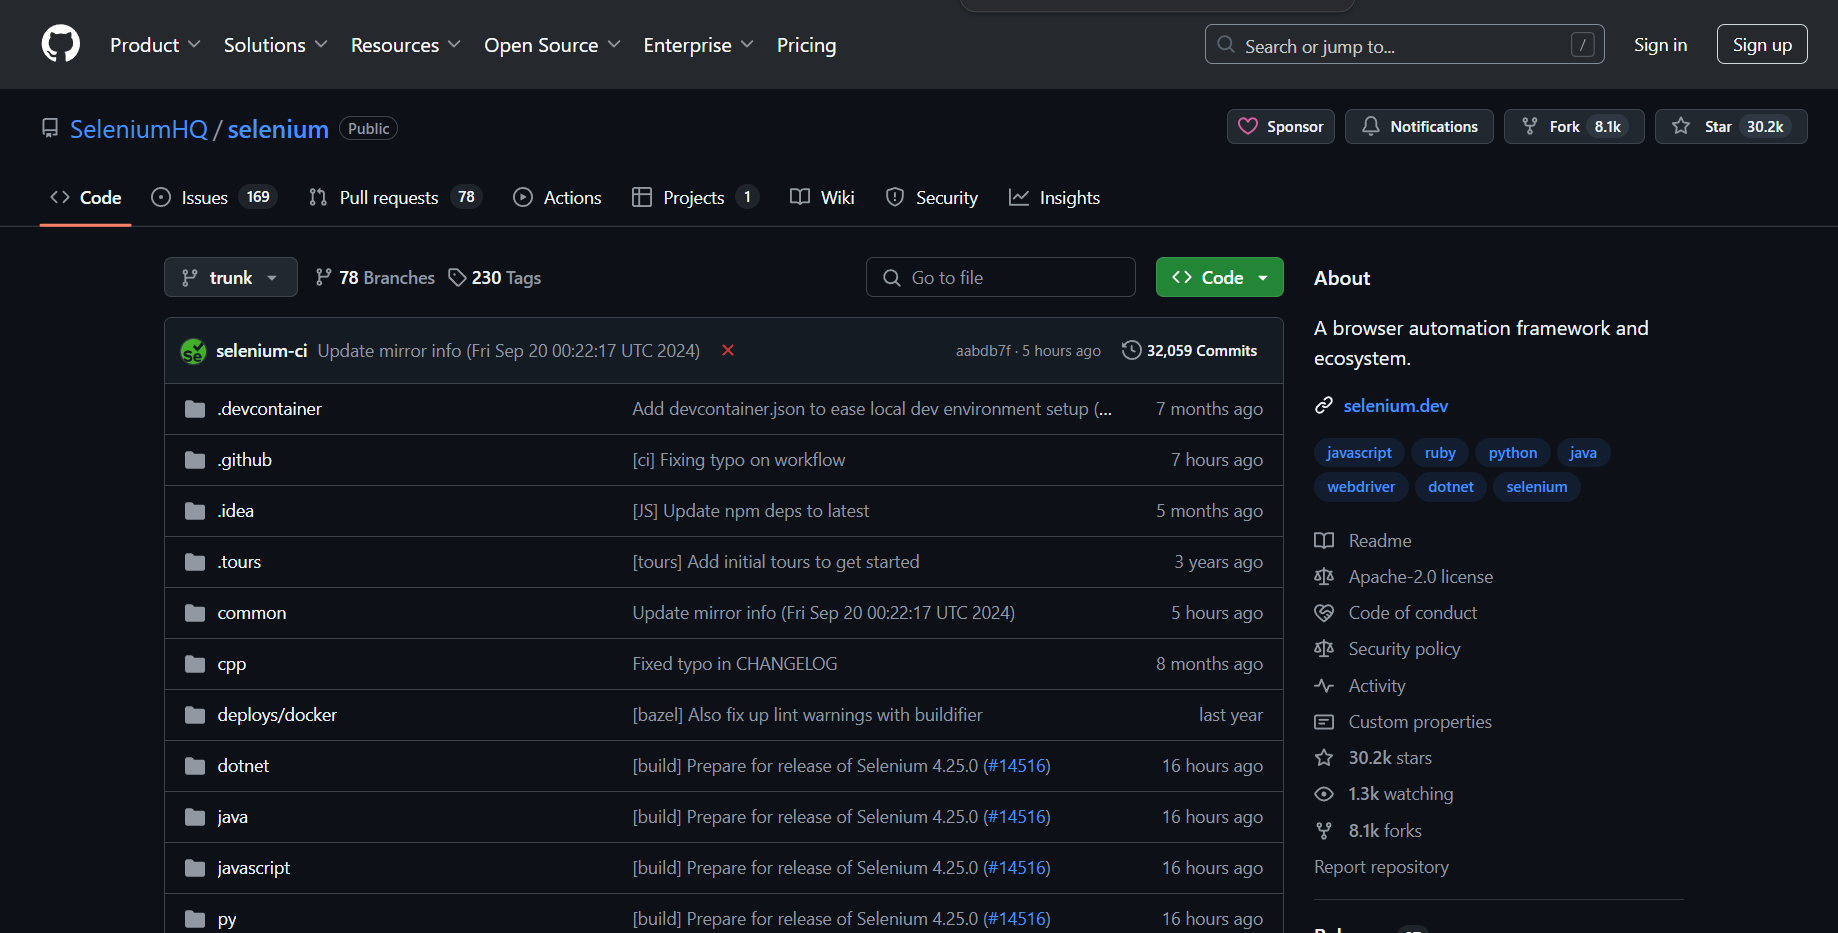 Product Solutions Resources Open Source Enterprise Pricing Search or jump to... / Sign in Sign up
SeleniumHQ / selenium Public Sponsor Notifications Fork 8.1k Star 30.2k
Code Issues 169 Pull requests 78 Actions Projects 1 Wiki Security Insights
trunk 78 Branches 230 Tags Go to file Code
selenium-ci Update mirror info (Fri Sep 20 00:22:17 UTC 2024) aabdb7f · 5 hours ago 32,059 Commits
.devcontainer Add devcontainer.json to ease local dev environment setup (... 7 months ago
.github [ci] Fixing typo on workflow 7 hours ago
.idea [JS] Update npm deps to latest 5 months ago
.tours [tours] Add initial tours to get started 3 years ago
common Update mirror info (Fri Sep 20 00:22:17 UTC 2024) 5 hours ago
cpp Fixed typo in CHANGELOG 8 months ago
deploys/docker [bazel] Also fix up lint warnings with buildifier last year
dotnet [build] Prepare for release of Selenium 4.25.0 (#14516) 16 hours ago
java [build] Prepare for release of Selenium 4.25.0 (#14516) 16 hours ago
javascript [build] Prepare for release of Selenium 4.25.0 (#14516) 16 hours ago
py [build] Prepare for release of Selenium 4.25.0 (#14516) 16 hours ago
About
A browser automation framework and
ecosystem.
selenium.dev
javascript ruby python java
webdriver dotnet selenium
Readme
Apache-2.0 license
Code of conduct
Security policy
Activity
Custom properties
30.2k stars
1.3k watching
8.1k forks
Report repository